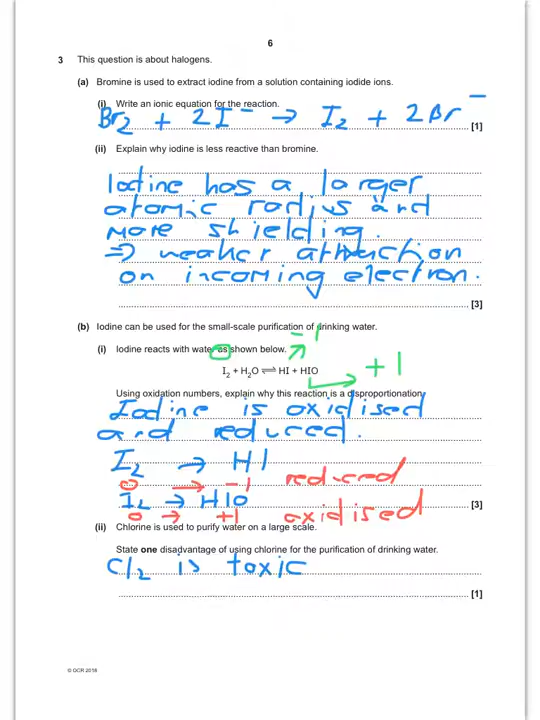 6
3 This question is about halogens.
(a) Bromine is used to extract iodine from a solution containing iodide ions.
(i) Write an ionic equation for the reaction.
Br₂ + 2I⁻ → I₂ + 2Br⁻
[1]
(ii) Explain why iodine is less reactive than bromine.
Iodine has a larger
atomic radius and
more shielding.
⇒ weaker attraction
on incoming electron.
[3]
(b) Iodine can be used for the small-scale purification of drinking water.
(i) Iodine reacts with water as shown below.
-1
I₂ + H₂O ⇌ HI + HIO
+1
Using oxidation numbers, explain why this reaction is a disproportionation.
Iodine is oxidised
and reduced.
I₂ → HI
0 → -1 reduced
I₂ → HIO
0 → +1 oxidised
[3]
(ii) Chlorine is used to purify water on a large scale.
State one disadvantage of using chlorine for the purification of drinking water.
Cl₂ is toxic
[1]
© OCR 2018